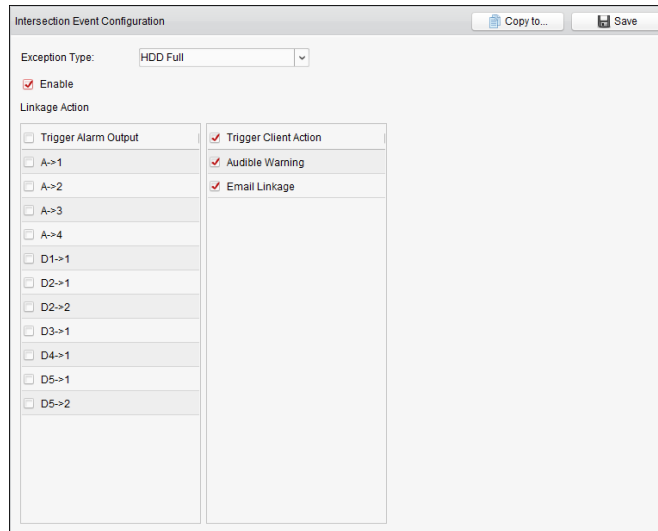 Intersection Event Configuration
Copy to...
Save
Exception Type:
HDD Full
Enable
Linkage Action
Trigger Alarm Output
Trigger Client Action
A->1
Audible Warning
A->2
Email Linkage
A->3
A->4
D1->1
D2->1
D2->2
D3->1
D4->1
D5->1
D5->2